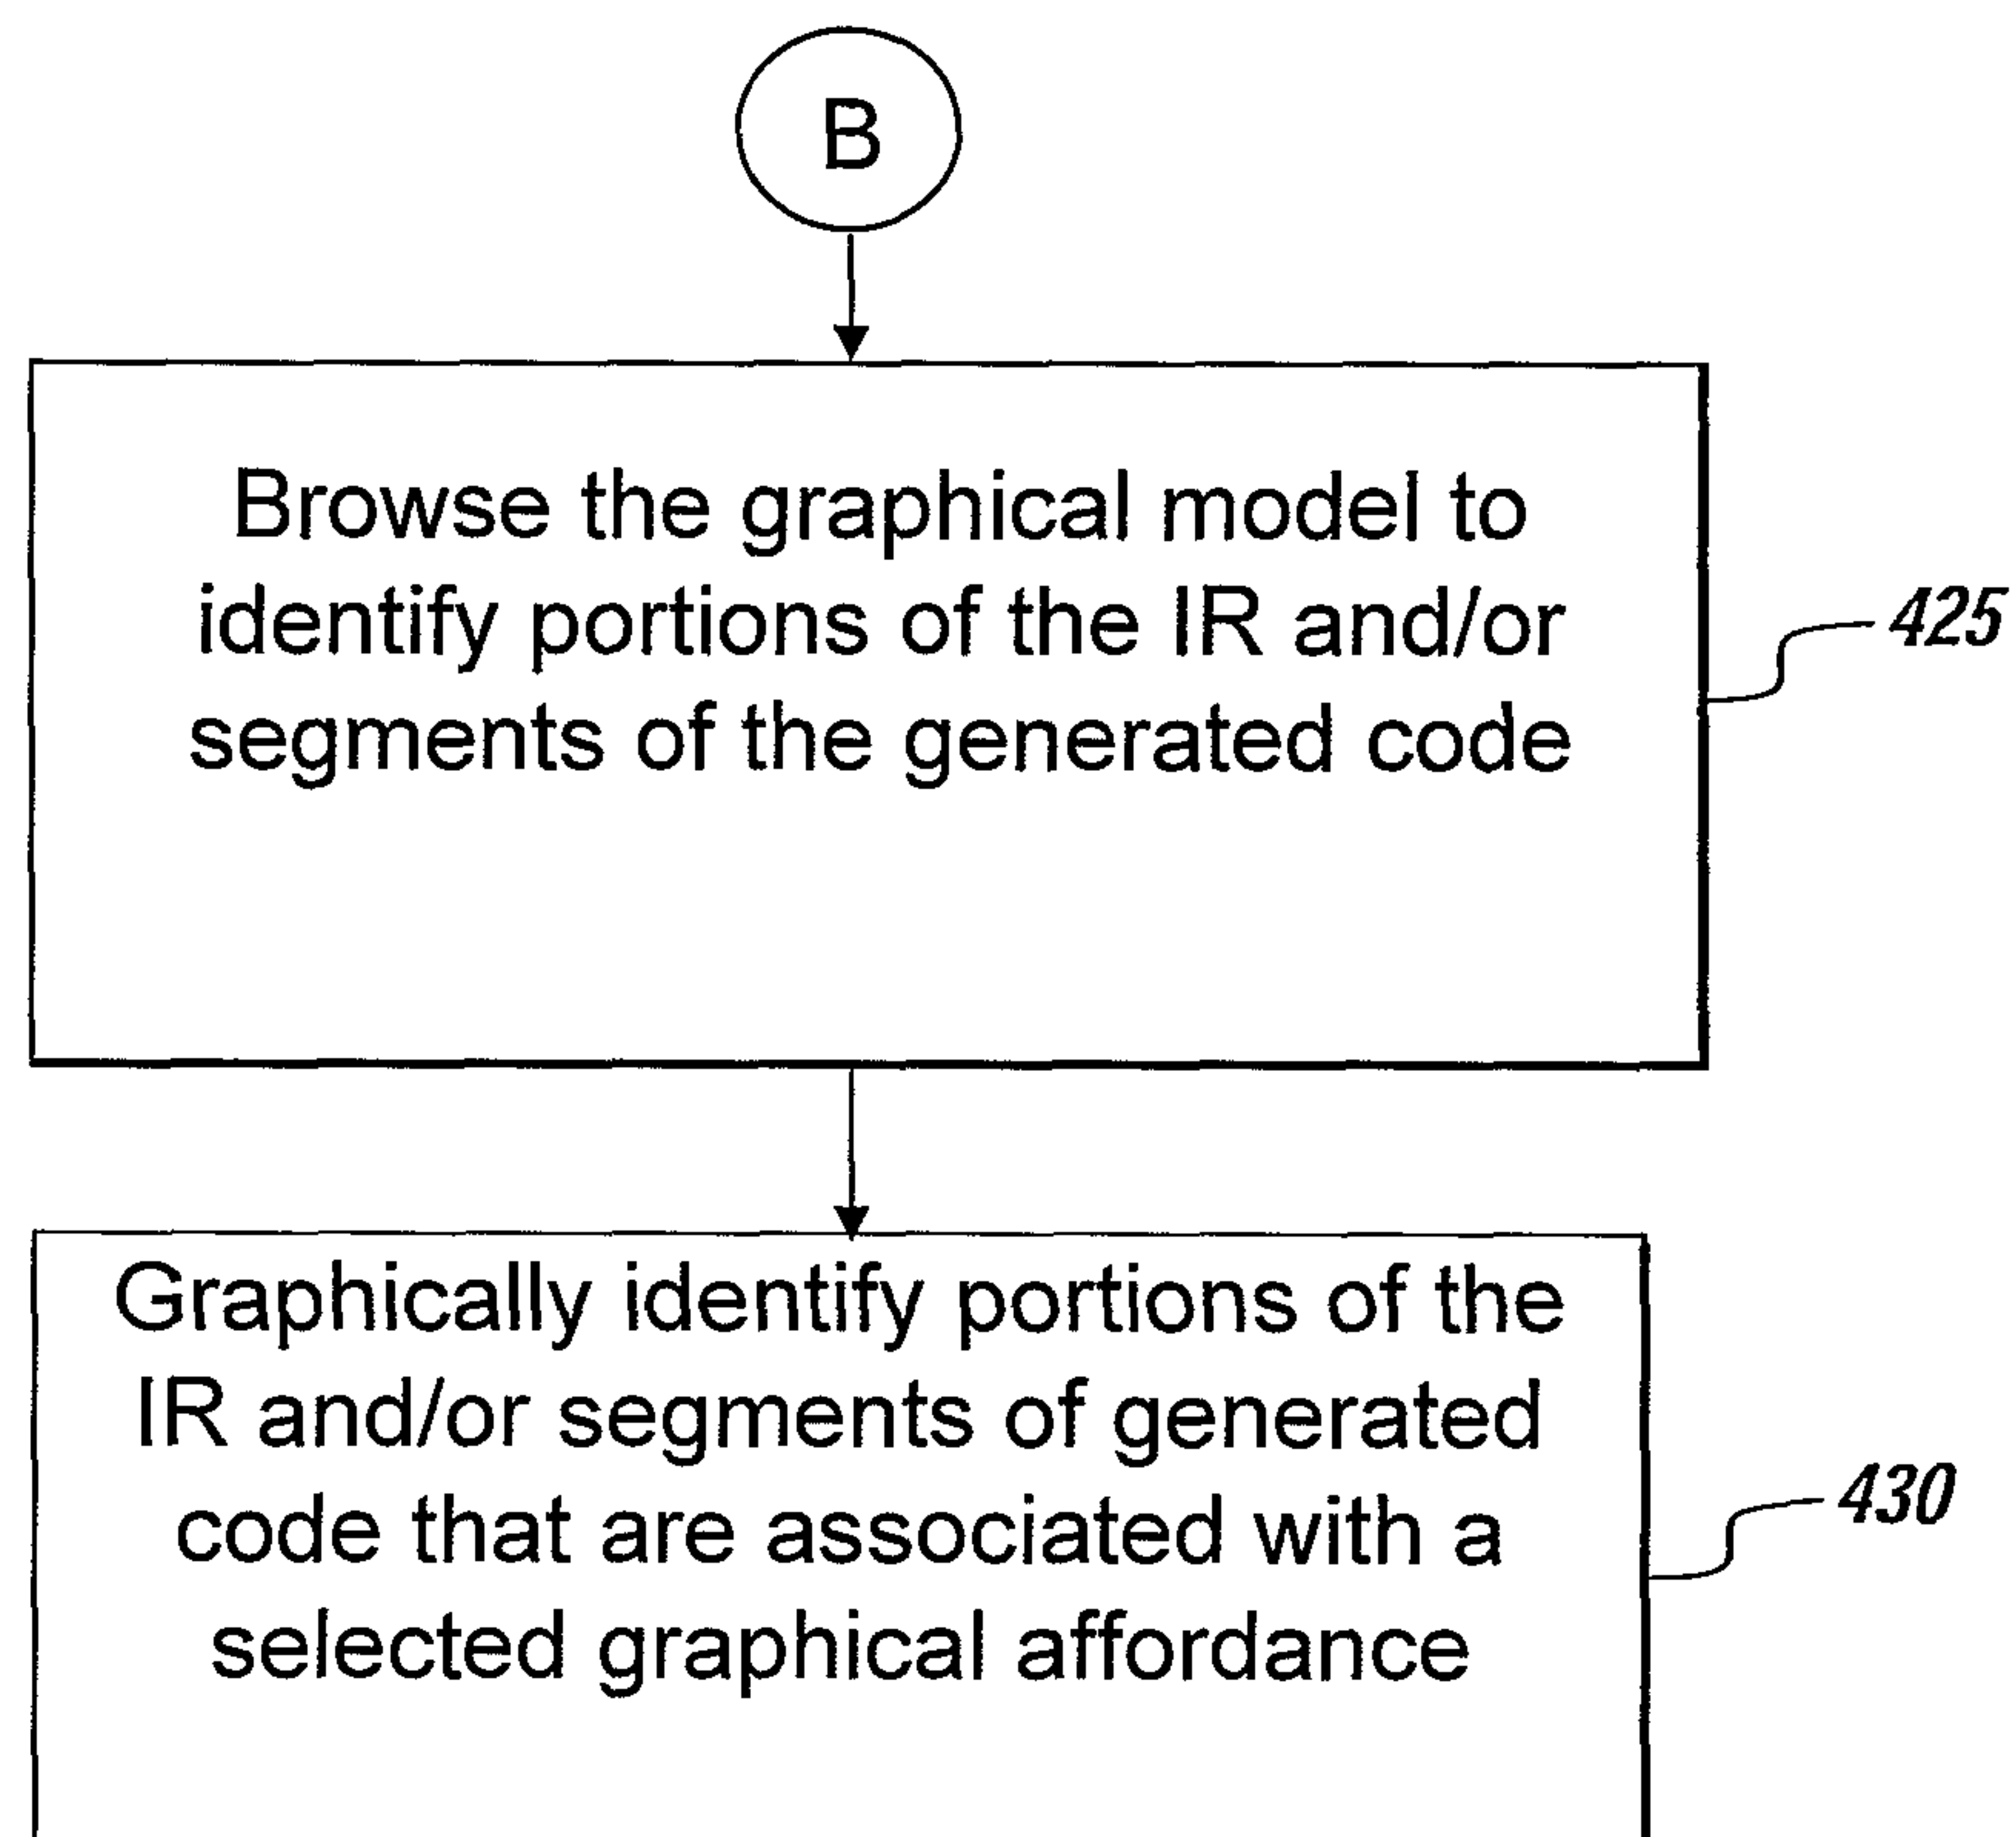 B
Browse the graphical model to
identify portions of the IR and/or
segments of the generated code
425
Graphically identify portions of the
IR and/or segments of generated
code that are associated with a
selected graphical affordance
430